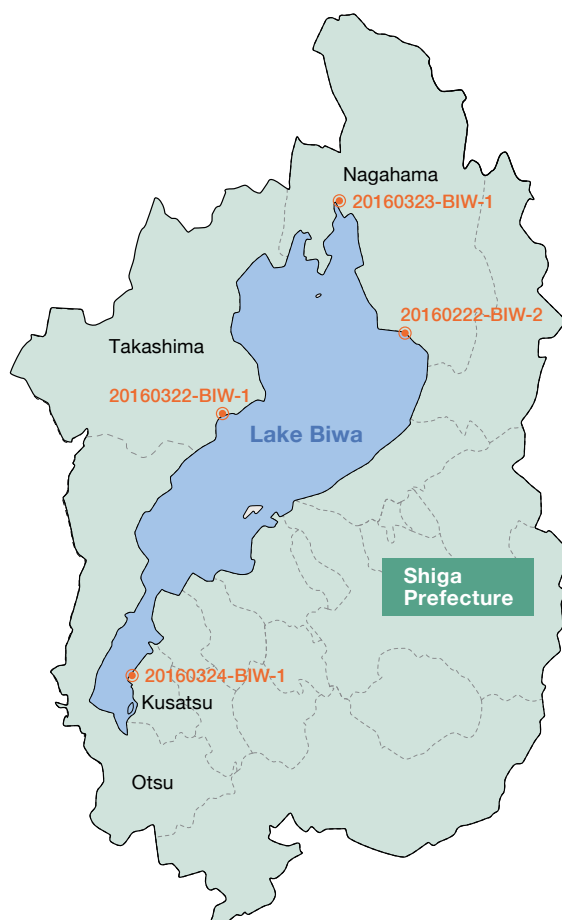 Nagahama
20160323-BIW-1
20160222-BIW-2
Takashima
20160322-BIW-1
Lake Biwa
Shiga
Prefecture
20160324-BIW-1
Kusatsu
Otsu